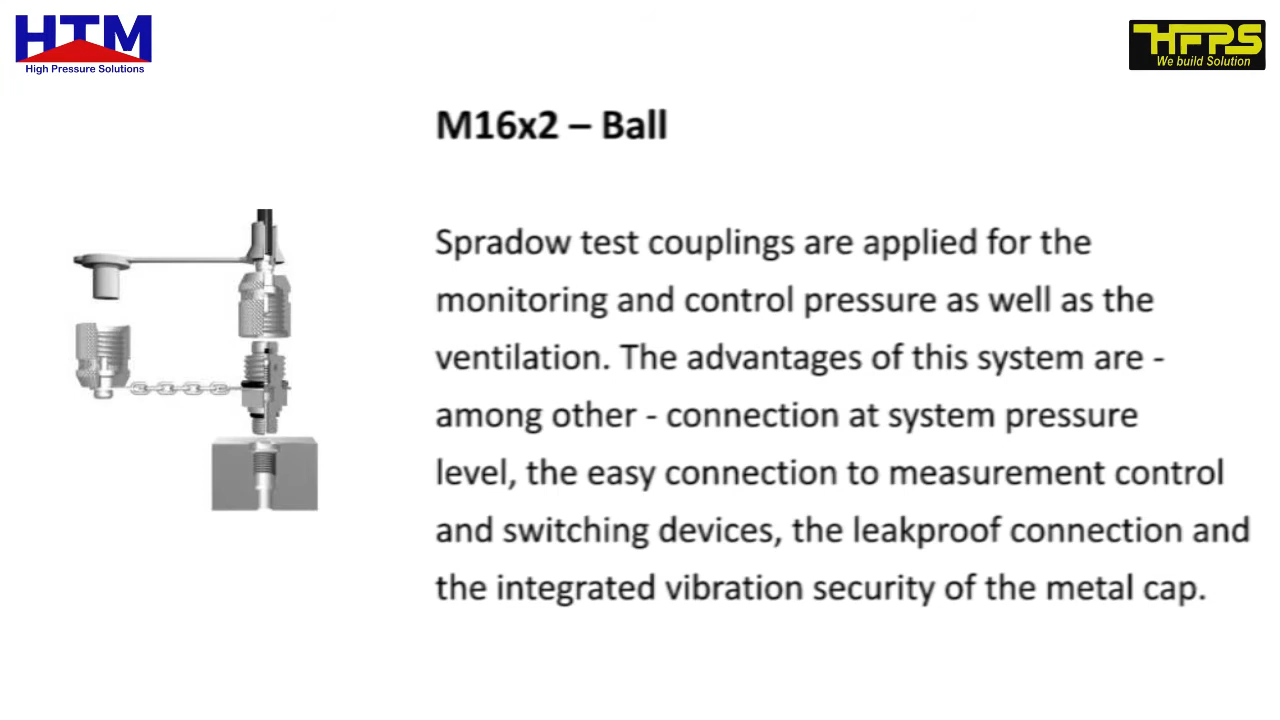 HTM
High Pressure Solutions
HFPS
We build Solution
M16x2 – Ball
Spradow test couplings are applied for the
monitoring and control pressure as well as the
ventilation. The advantages of this system are -
among other - connection at system pressure
level, the easy connection to measurement control
and switching devices, the leakproof connection and
the integrated vibration security of the metal cap.